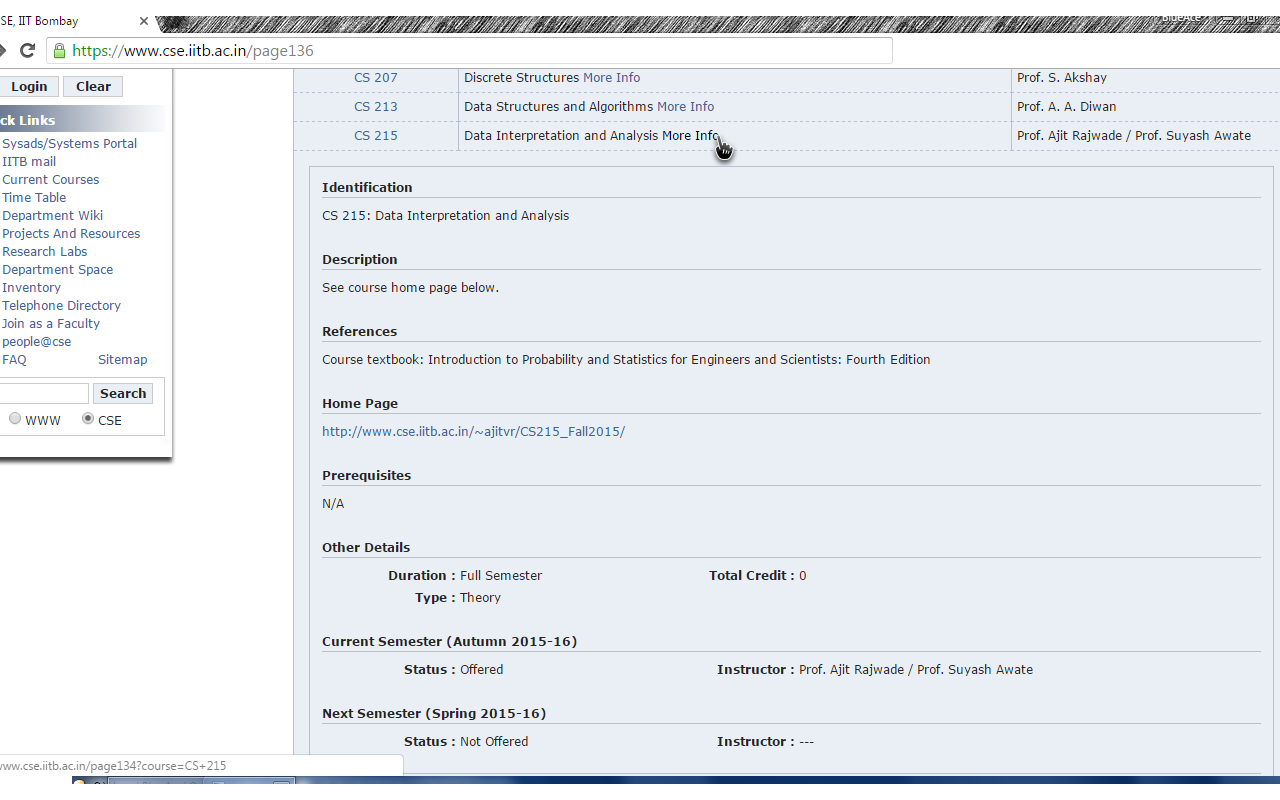 SE, IIT Bombay
BlueAce
https://www.cse.iitb.ac.in/page136
Login Clear
ck Links
Sysads/Systems Portal
IITB mail
Current Courses
Time Table
Department Wiki
Projects And Resources
Research Labs
Department Space
Inventory
Telephone Directory
Join as a Faculty
people@cse
FAQ Sitemap
Search
WWW CSE
CS 207 Discrete Structures More Info Prof. S. Akshay
CS 213 Data Structures and Algorithms More Info Prof. A. A. Diwan
CS 215 Data Interpretation and Analysis More Info Prof. Ajit Rajwade / Prof. Suyash Awate
Identification
CS 215: Data Interpretation and Analysis
Description
See course home page below.
References
Course textbook: Introduction to Probability and Statistics for Engineers and Scientists: Fourth Edition
Home Page
http://www.cse.iitb.ac.in/~ajitvr/CS215_Fall2015/
Prerequisites
N/A
Other Details
Duration : Full Semester Total Credit : 0
Type : Theory
Current Semester (Autumn 2015-16)
Status : Offered Instructor : Prof. Ajit Rajwade / Prof. Suyash Awate
Next Semester (Spring 2015-16)
Status : Not Offered Instructor : ---
www.cse.iitb.ac.in/page134?course=CS+215